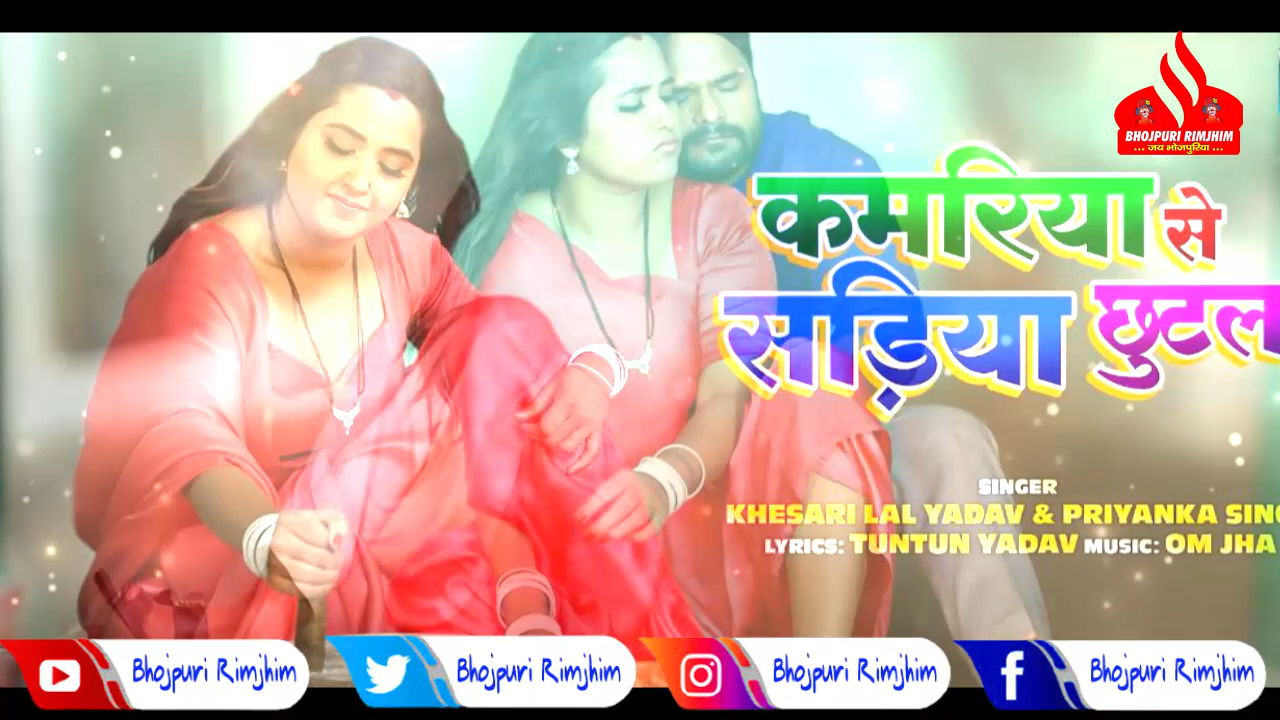 BHOJPURI RIMJHIM
... जय भोजपुरिया ...
कमरिया से
सड़िया छुटल
SINGER
KHESARI LAL YADAV & PRIYANKA SING
LYRICS: TUNTUN YADAV MUSIC: OM JHA
Bhojpuri Rimjhim Bhojpuri Rimjhim Bhojpuri Rimjhim Bhojpuri Rimjhim